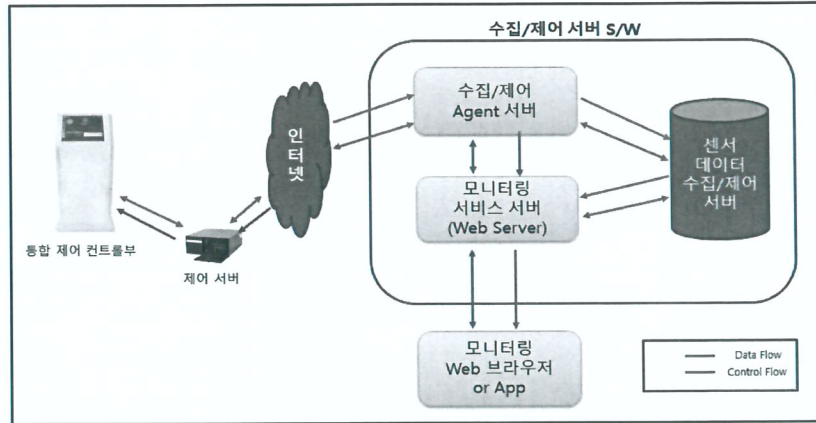 수집/제어 서버 S/W
수집/제어
Agent 서버
인
터
넷
센서
데이터
수집/제어
서버
모니터링
서비스 서버
(Web Server)
통합 제어 컨트롤부
제어 서버
모니터링
Web 브라우저
or App
Data Flow
Control Flow